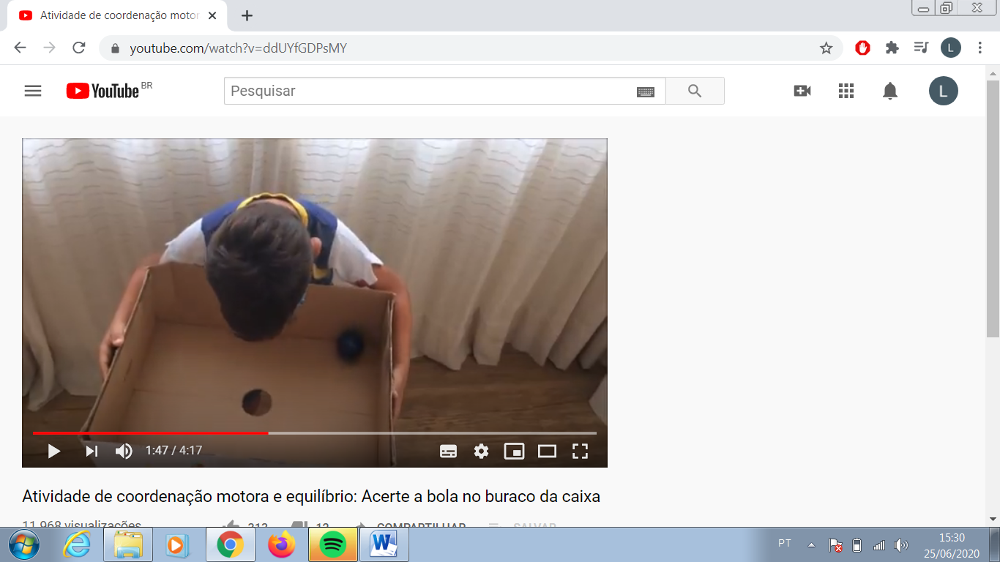 Atividade de coordenação motor
youtube.com/watch?v=ddUYfGDPsMY
L
YouTube BR
Pesquisar
L
1:47 / 4:17
Atividade de coordenação motora e equilíbrio: Acerte a bola no buraco da caixa
11.968 visualizações 313 12 COMPARTILHAR SALVAR
PT
15:30
25/06/2020